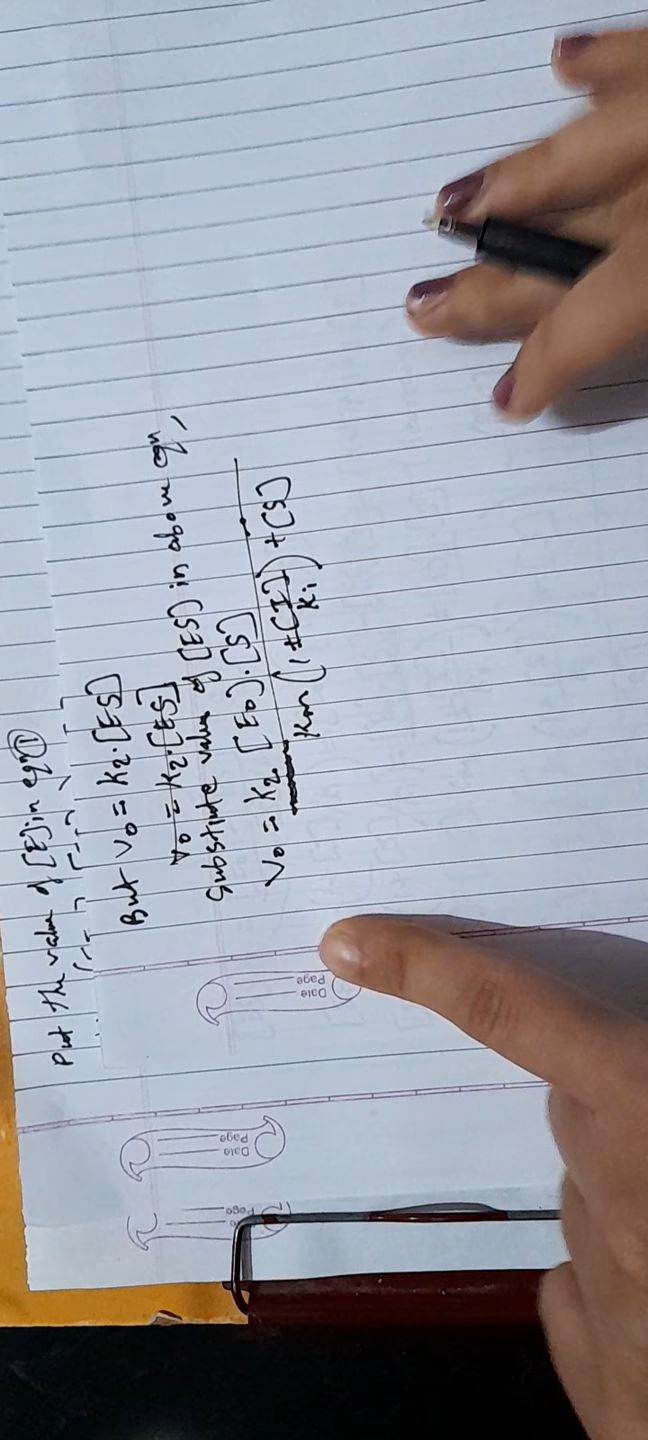 Put the value of [E] in eqn ①
But V0 = K2.[ES]
V0 = K2.[ES]
Substitute value of [ES] in above eqn,
V0 = K2. [E0].[S]
Km (1+[I]) + [S]
Ki
Date
Page
Date
Page
Page